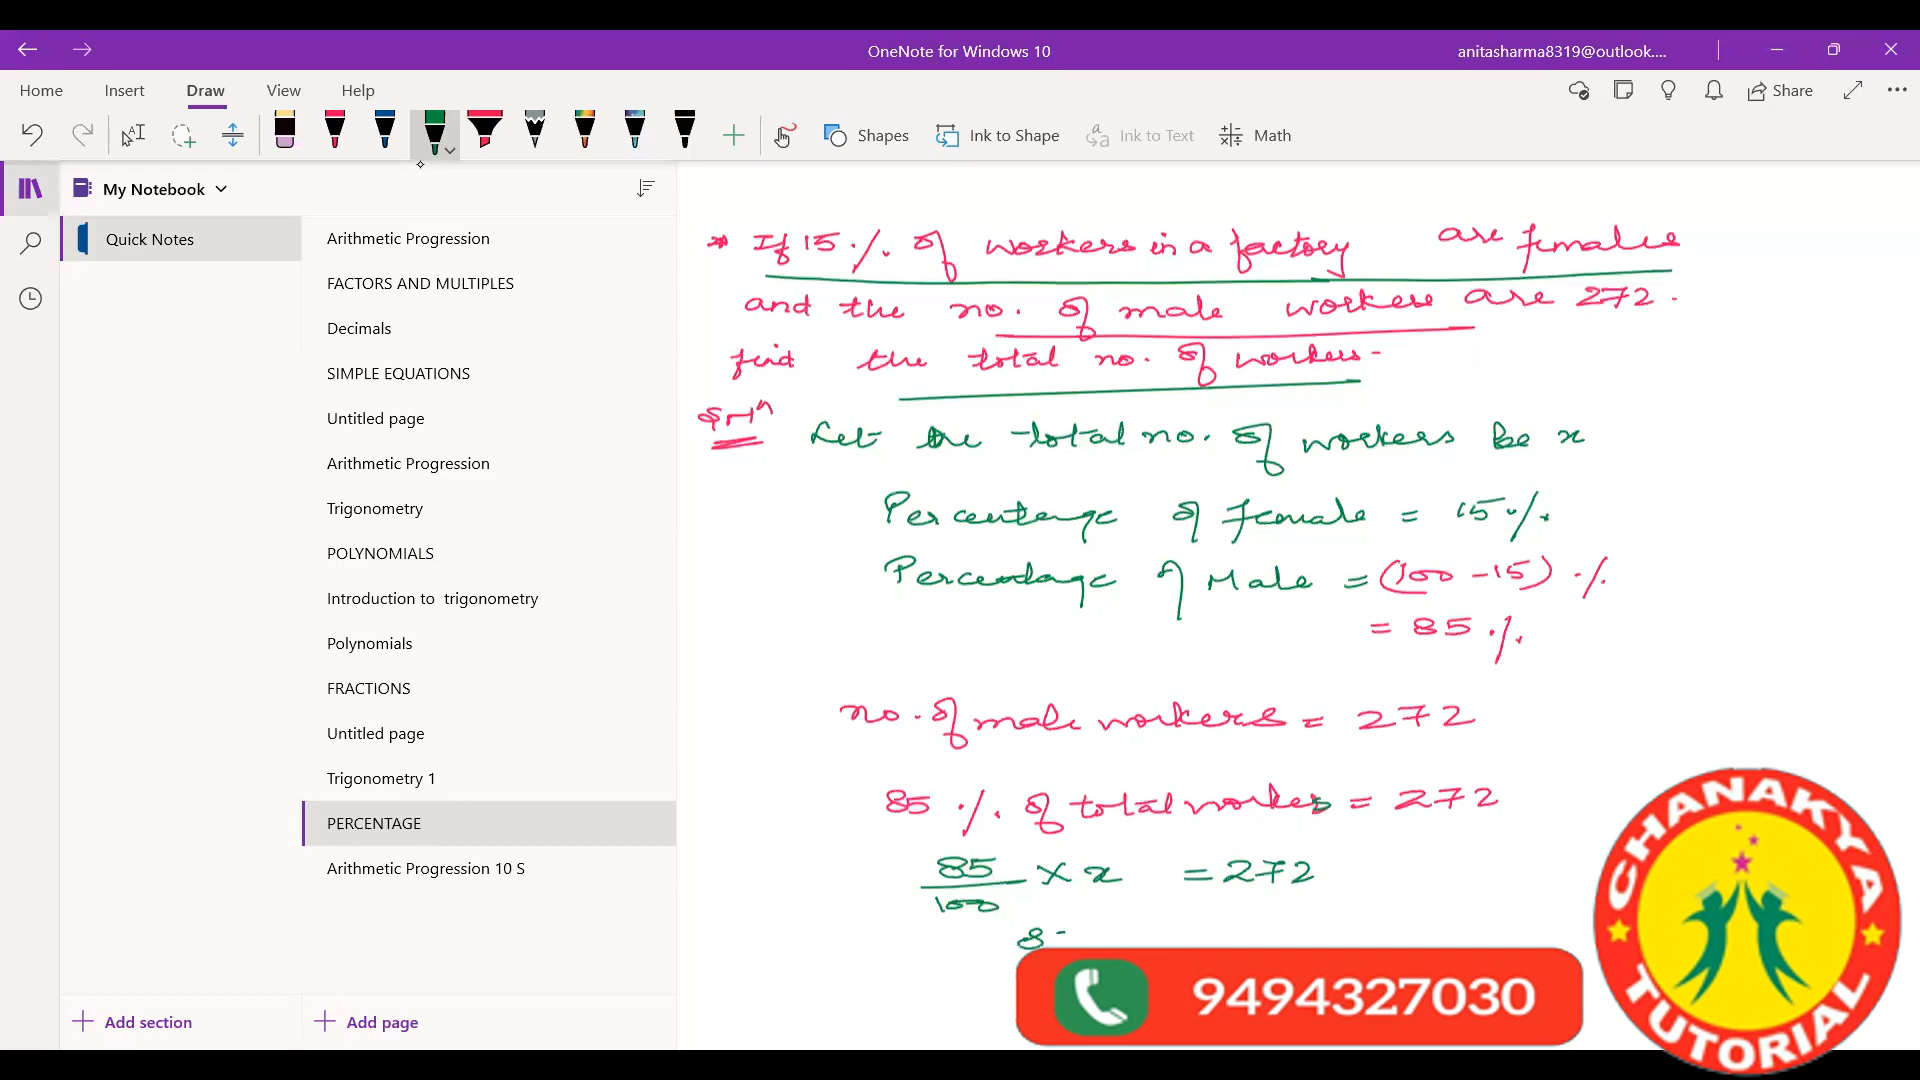 OneNote for Windows 10
anitasharma8319@outlook....
Home Insert Draw View Help
Share
Shapes Ink to Shape Ink to Text Math
My Notebook
Quick Notes
Arithmetic Progression
FACTORS AND MULTIPLES
Decimals
SIMPLE EQUATIONS
Untitled page
Arithmetic Progression
Trigonometry
POLYNOMIALS
Introduction to trigonometry
Polynomials
FRACTIONS
Untitled page
Trigonometry 1
PERCENTAGE
Arithmetic Progression 10 S
Add section
Add page
If 15 % of workers in a factory are females
and the no. of male workers are 272.
find the total no. of workers.
Let the total no. of workers be x
Percentage of female = 15 %
Percentage of Male = (100 - 15) %
= 85 %
no. of male workers = 272
85 % of total workers = 272
85
100
× x = 272
8
9494327030
CHANAKYA
TUTORIAL